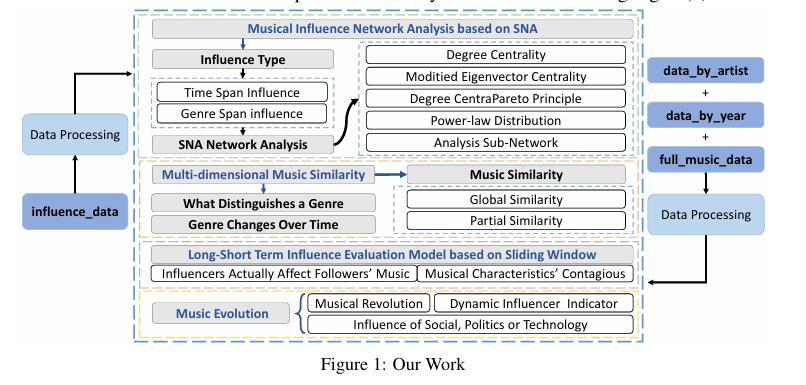 Musical Influence Network Analysis based on SNA
Influence Type
Time Span Influence
Genre Span influence
SNA Network Analysis
Degree Centrality
Moditied Eigenvector Centrality
Degree CentraPareto Principle
Power-law Distribution
Analysis Sub-Network
Data Processing
influence_data
data_by_artist
+
data_by_year
+
full_music_data
Data Processing
Multi-dimensional Music Similarity
Music Similarity
What Distinguishes a Genre
Genre Changes Over Time
Global Similarity
Partial Similarity
Long-Short Term Influence Evaluation Model based on Sliding Window
Influencers Actually Affect Followers' Music
Musical Characteristics' Contagious
Music Evolution
Musical Revolution
Dynamic Influencer Indicator
Influence of Social, Politics or Technology
Figure 1: Our Work